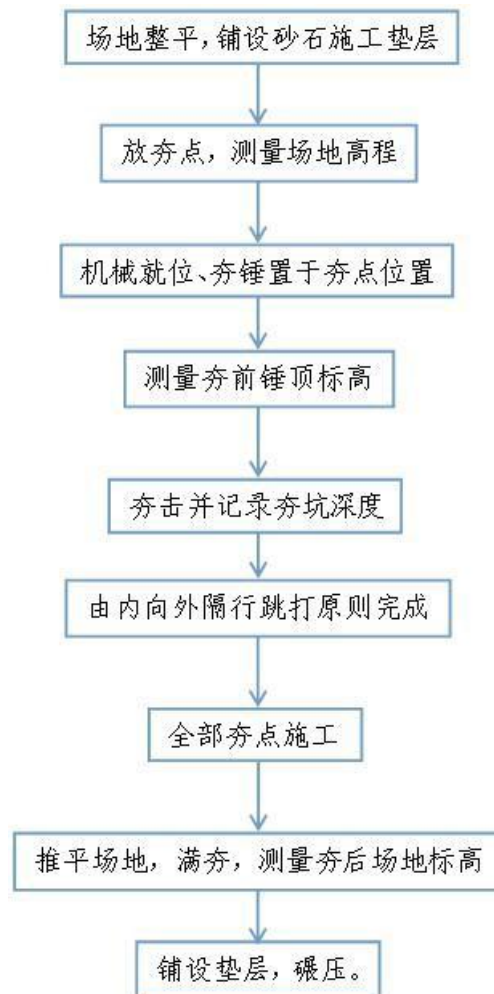 场地整平,铺设砂石施工垫层
放夯点，测量场地高程
机械就位、夯锤置于夯点位置
测量夯前锤顶标高
夯击并记录夯坑深度
由内向外隔行跳打原则完成
全部夯点施工
推平场地，满夯，测量夯后场地标高
铺设垫层，碾压。